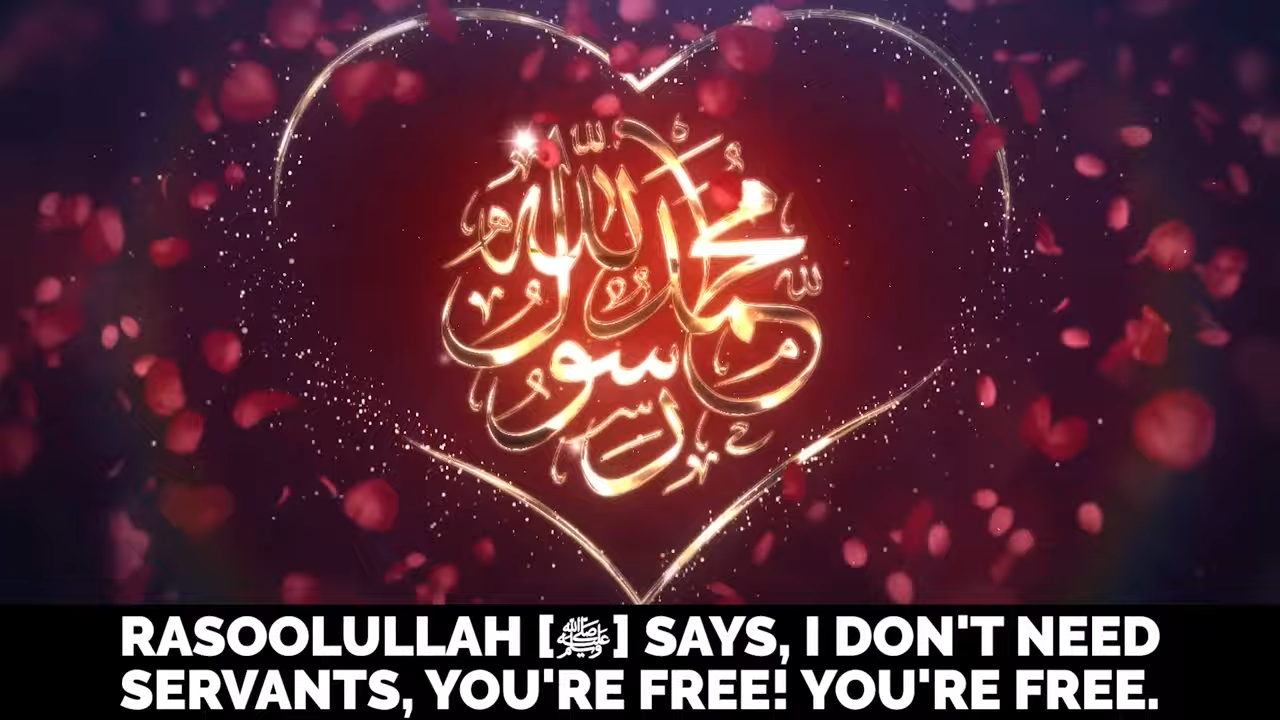 محمد رسول الله
RASOOLULLAH [ﷺ] SAYS, I DON'T NEED
SERVANTS, YOU'RE FREE! YOU'RE FREE.